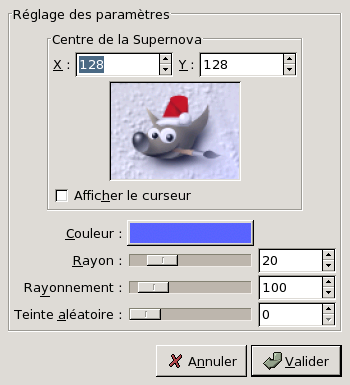 Réglage des paramètres
Centre de la Supernova
X : 128 Y : 128
Afficher le curseur
Couleur :
Rayon : 20
Rayonnement : 100
Teinte aléatoire : 0
Annuler Valider